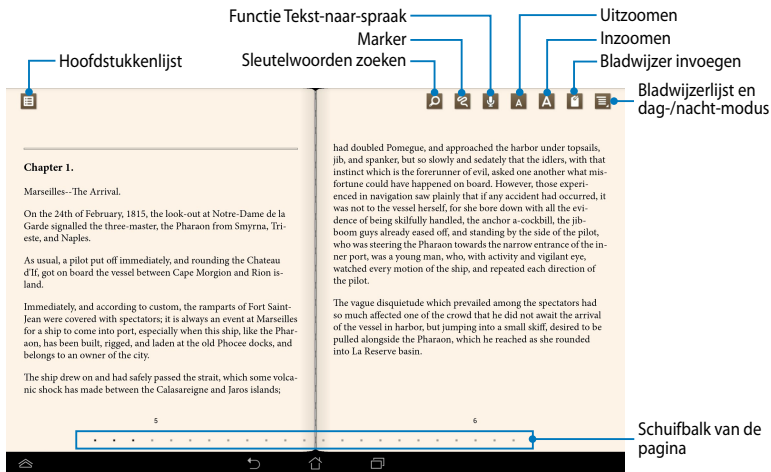 Functie Tekst-naar-spraak
Marker
Sleutelwoorden zoeken
Hoofdstukkenlijst
Uitzoomen
Inzoomen
Bladwijzer invoegen
Bladwijzerlijst en
dag-/nacht-modus
A
A
Chapter 1.
Marseilles--The Arrival.
On the 24th of February, 1815, the look-out at Notre-Dame de la
Garde signalled the three-master, the Pharaon from Smyrna, Tri-
este, and Naples.
As usual, a pilot put off immediately, and rounding the Chateau
d'If, got on board the vessel between Cape Morgion and Rion is-
land.
Immediately, and according to custom, the ramparts of Fort Saint-
Jean were covered with spectators; it is always an event at Marseilles
for a ship to come into port, especially when this ship, like the Phar-
aon, has been built, rigged, and laden at the old Phocee docks, and
belongs to an owner of the city.
The ship drew on and had safely passed the strait, which some volca-
nic shock has made between the Calasareigne and Jaros islands;
5
had doubled Pomegue, and approached the harbor under topsails,
jib, and spanker, but so slowly and sedately that the idlers, with that
instinct which is the forerunner of evil, asked one another what mis-
fortune could have happened on board. However, those experi-
enced in navigation saw plainly that if any accident had occurred, it
was not to the vessel herself, for she bore down with all the evi-
dence of being skilfully handled, the anchor a-cockbill, the jib-
boom guys already eased off, and standing by the side of the pilot,
who was steering the Pharaon towards the narrow entrance of the in-
ner port, was a young man, who, with activity and vigilant eye,
watched every motion of the ship, and repeated each direction of
the pilot.
The vague disquietude which prevailed among the spectators had
so much affected one of the crowd that he did not await the arrival
of the vessel in harbor, but jumping into a small skiff, desired to be
pulled alongside the Pharaon, which he reached as she rounded
into La Reserve basin.
6
Schuifbalk van de
pagina